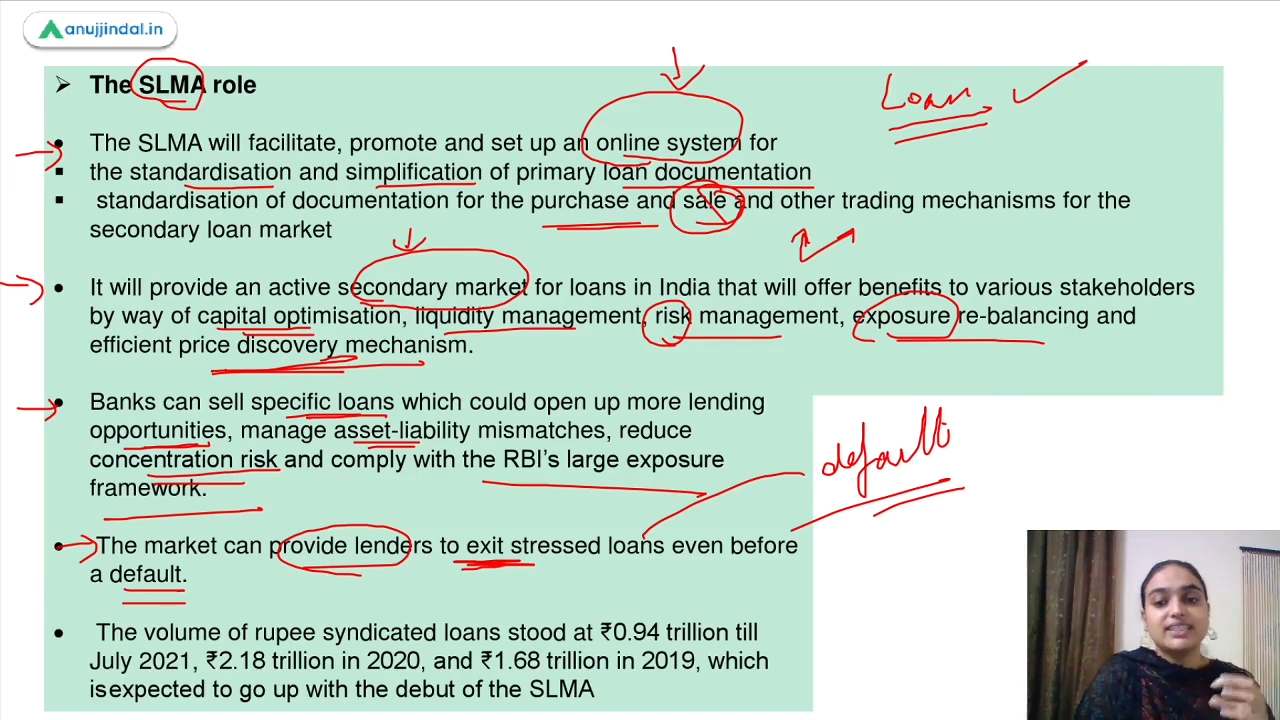 anujjindal.in
The SLMA role
Loan
The SLMA will facilitate, promote and set up an online system for
the standardisation and simplification of primary loan documentation
standardisation of documentation for the purchase and sale and other trading mechanisms for the
secondary loan market
It will provide an active secondary market for loans in India that will offer benefits to various stakeholders
by way of capital optimisation, liquidity management, risk management, exposure re-balancing and
efficient price discovery mechanism.
Banks can sell specific loans which could open up more lending
opportunities, manage asset-liability mismatches, reduce
concentration risk and comply with the RBI's large exposure
framework.
default
The market can provide lenders to exit stressed loans even before
a default.
The volume of rupee syndicated loans stood at ₹0.94 trillion till
July 2021, ₹2.18 trillion in 2020, and ₹1.68 trillion in 2019, which
isexpected to go up with the debut of the SLMA